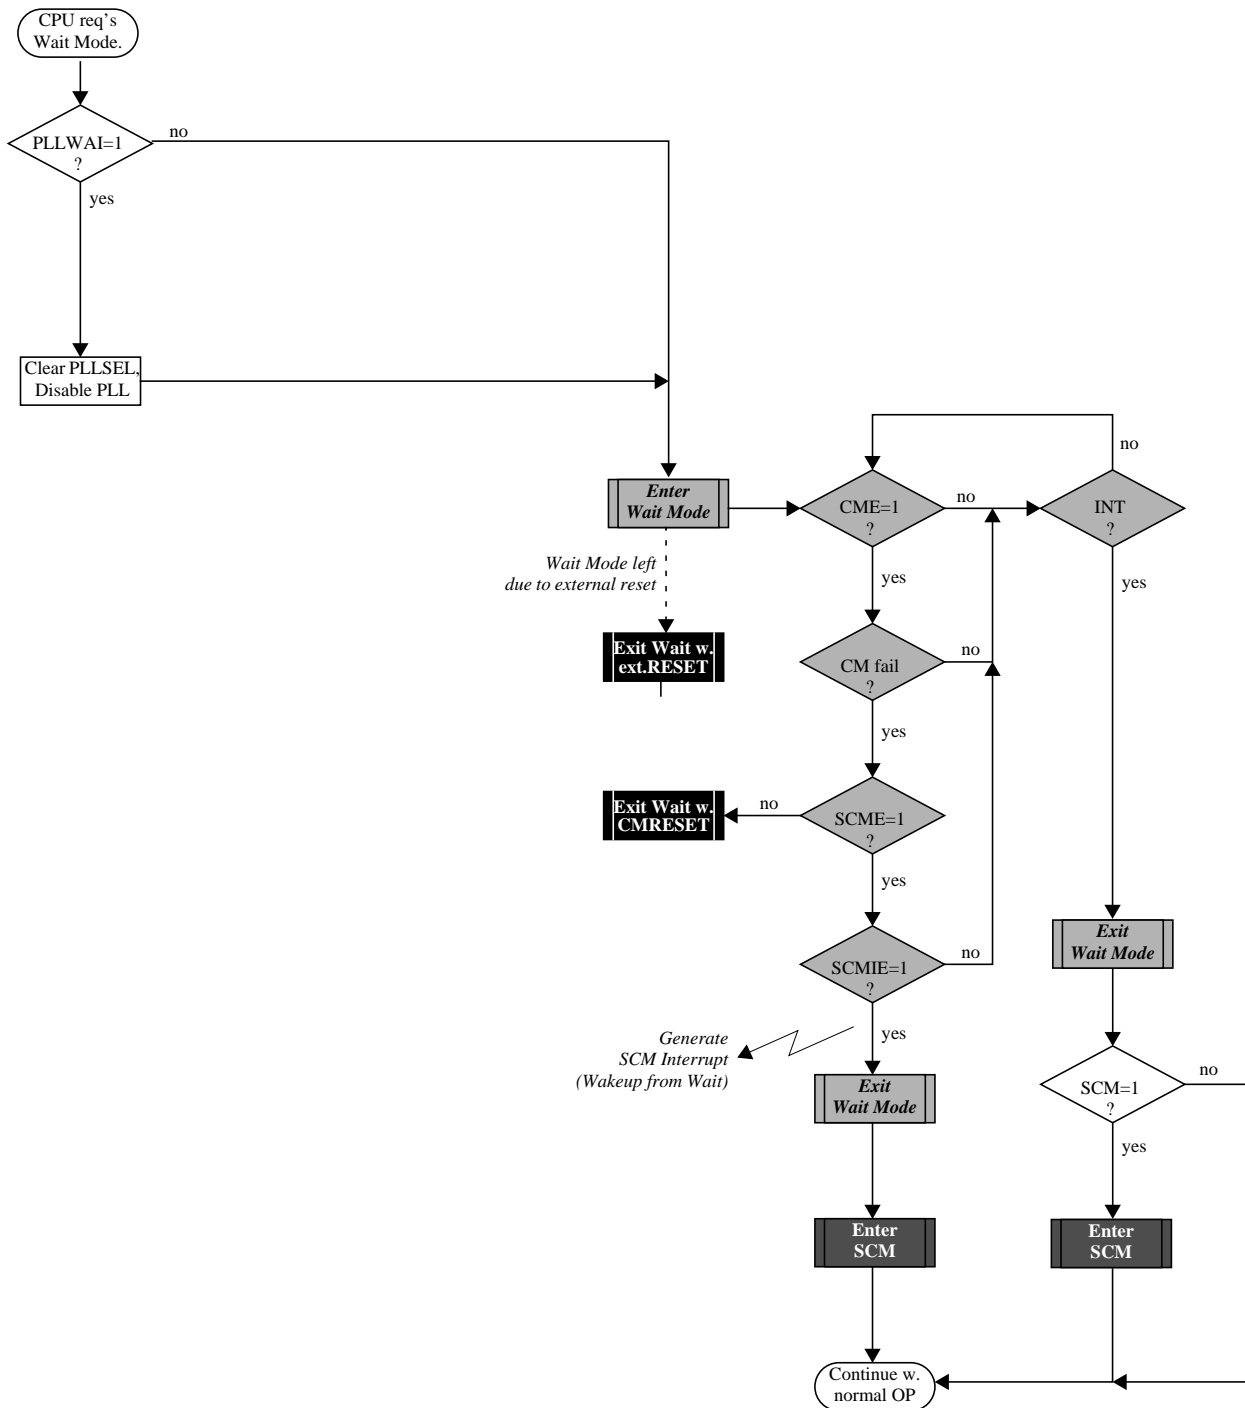 CPU req's
Wait Mode.
PLLWAI=1
?
no
yes
Clear PLLSEL,
Disable PLL
Enter
Wait Mode
Wait Mode left
due to external reset
Exit Wait w.
ext.RESET
CME=1
?
no
yes
INT
?
no
yes
CM fail
?
no
yes
SCME=1
?
no
yes
Exit Wait w.
CMRESET
SCMIE=1
?
no
yes
Generate
SCM Interrupt
(Wakeup from Wait)
Exit
Wait Mode
Enter
SCM
Exit
Wait Mode
SCM=1
?
no
yes
Enter
SCM
Continue w.
normal OP